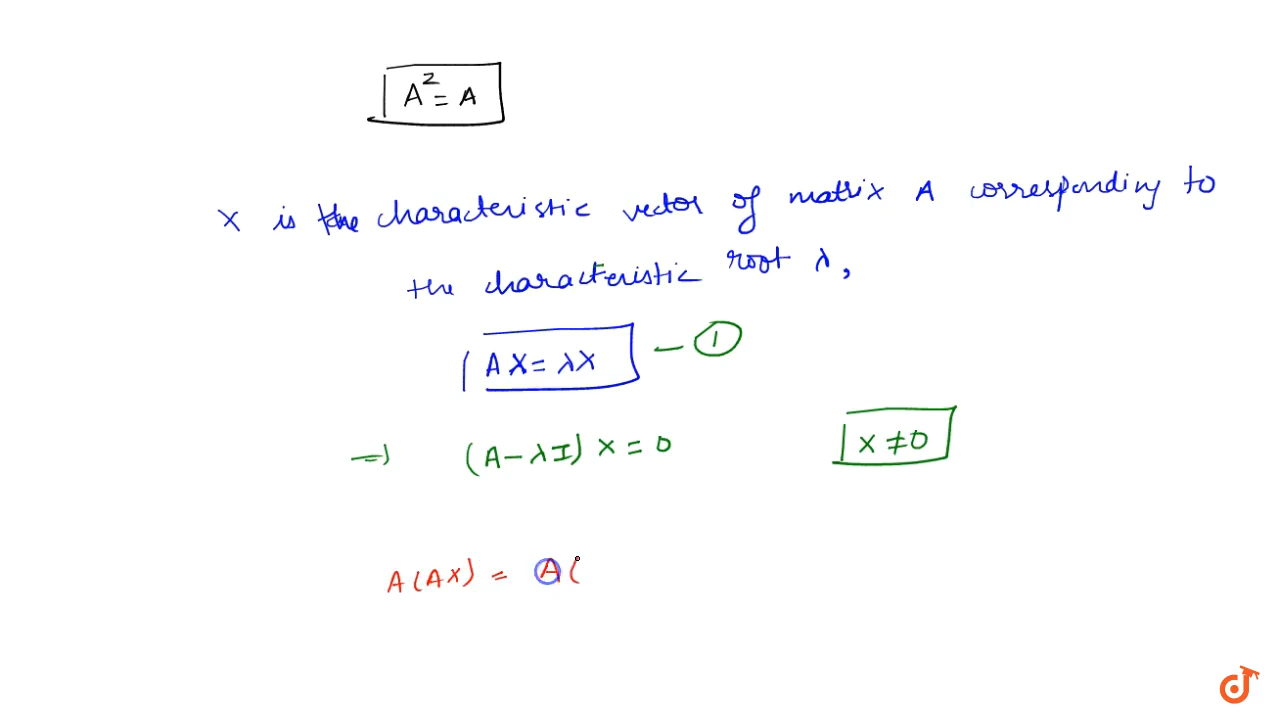 A² = A
X is the characteristic vector of matrix A corresponding to
the characteristic root λ,
AX = λX — ①
⇒ (A - λI) X = 0 X ≠ 0
A(AX) = A(